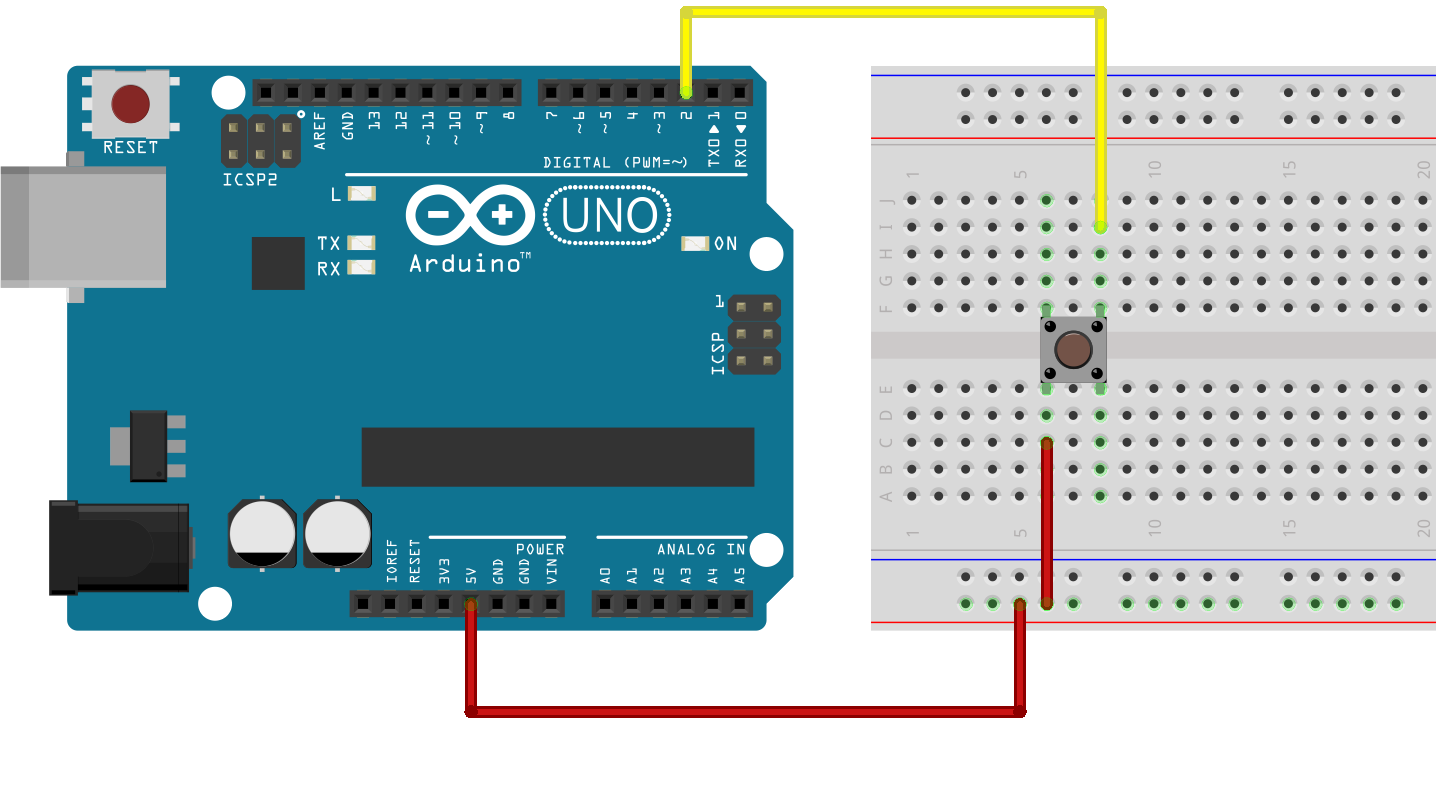 RESET
ICSP2
AREF
GND
13
12
~11
~10
~9
8
7
~6
~5
4
~3
2
TX0▶1
RX0◀0
DIGITAL (PWM=~)
L
TX
RX
UNO
Arduino™
ON
1
ICSP
IOREF
RESET
3V3
5V
GND
GND
VIN
POWER
ANALOG IN
A0
A1
A2
A3
A4
A5
1 5 10 15 20
J
I
H
G
F
E
D
C
B
A
1 5 10 15 20